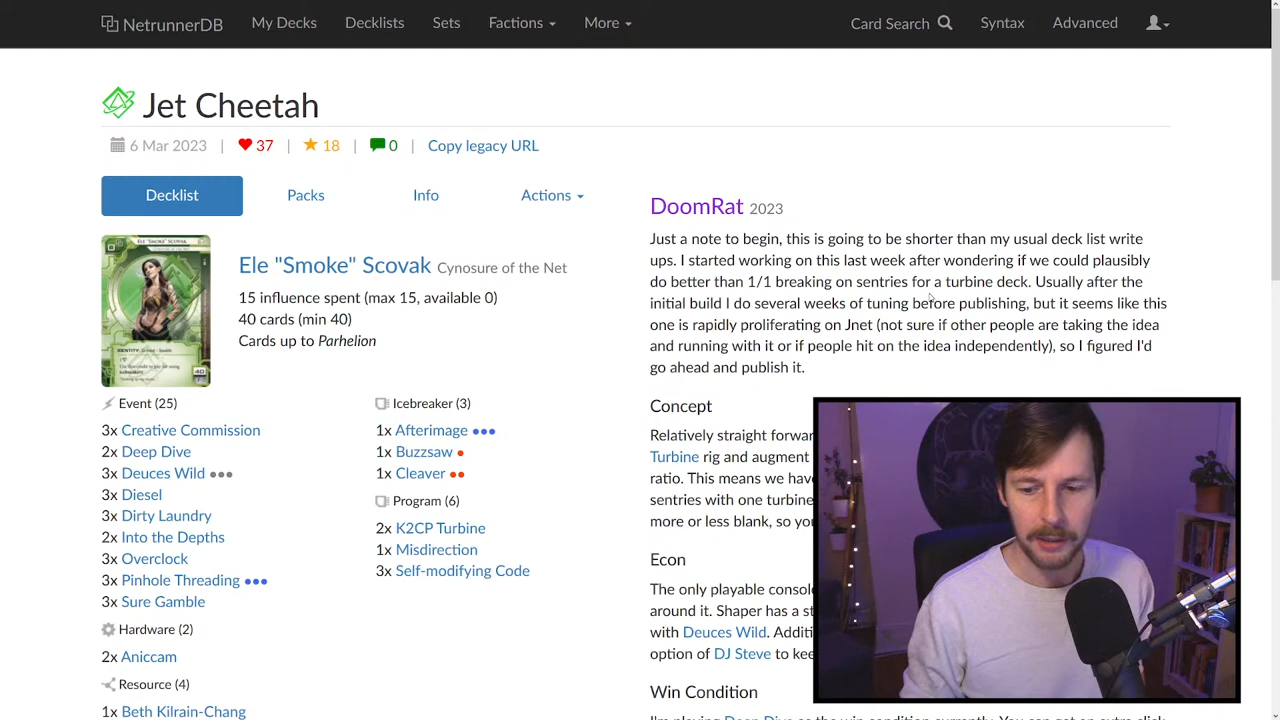 NetrunnerDB My Decks Decklists Sets Factions More Card Search Syntax Advanced
Jet Cheetah
6 Mar 2023 | 37 | 18 | 0 | Copy legacy URL
Decklist Packs Info Actions
Ele "Smoke" Scovak Cynosure of the Net
15 influence spent (max 15, available 0)
40 cards (min 40)
Cards up to Parhelion
Event (25)
3x Creative Commission
2x Deep Dive
3x Deuces Wild
3x Diesel
3x Dirty Laundry
2x Into the Depths
3x Overclock
3x Pinhole Threading
3x Sure Gamble
Hardware (2)
2x Aniccam
Resource (4)
1x Beth Kilrain-Chang
Icebreaker (3)
1x Afterimage
1x Buzzsaw
1x Cleaver
Program (6)
2x K2CP Turbine
1x Misdirection
3x Self-modifying Code
DoomRat 2023
Just a note to begin, this is going to be shorter than my usual deck list write
ups. I started working on this last week after wondering if we could plausibly
do better than 1/1 breaking on sentries for a turbine deck. Usually after the
initial build I do several weeks of tuning before publishing, but it seems like this
one is rapidly proliferating on Jnet (not sure if other people are taking the idea
and running with it or if people hit on the idea independently), so I figured I'd
go ahead and publish it.
Concept
Relatively straight forwar
Turbine rig and augment
ratio. This means we hav
sentries with one turbine
more or less blank, so you
Econ
The only playable consol
around it. Shaper has a st
with Deuces Wild. Additi
option of DJ Steve to kee
Win Condition